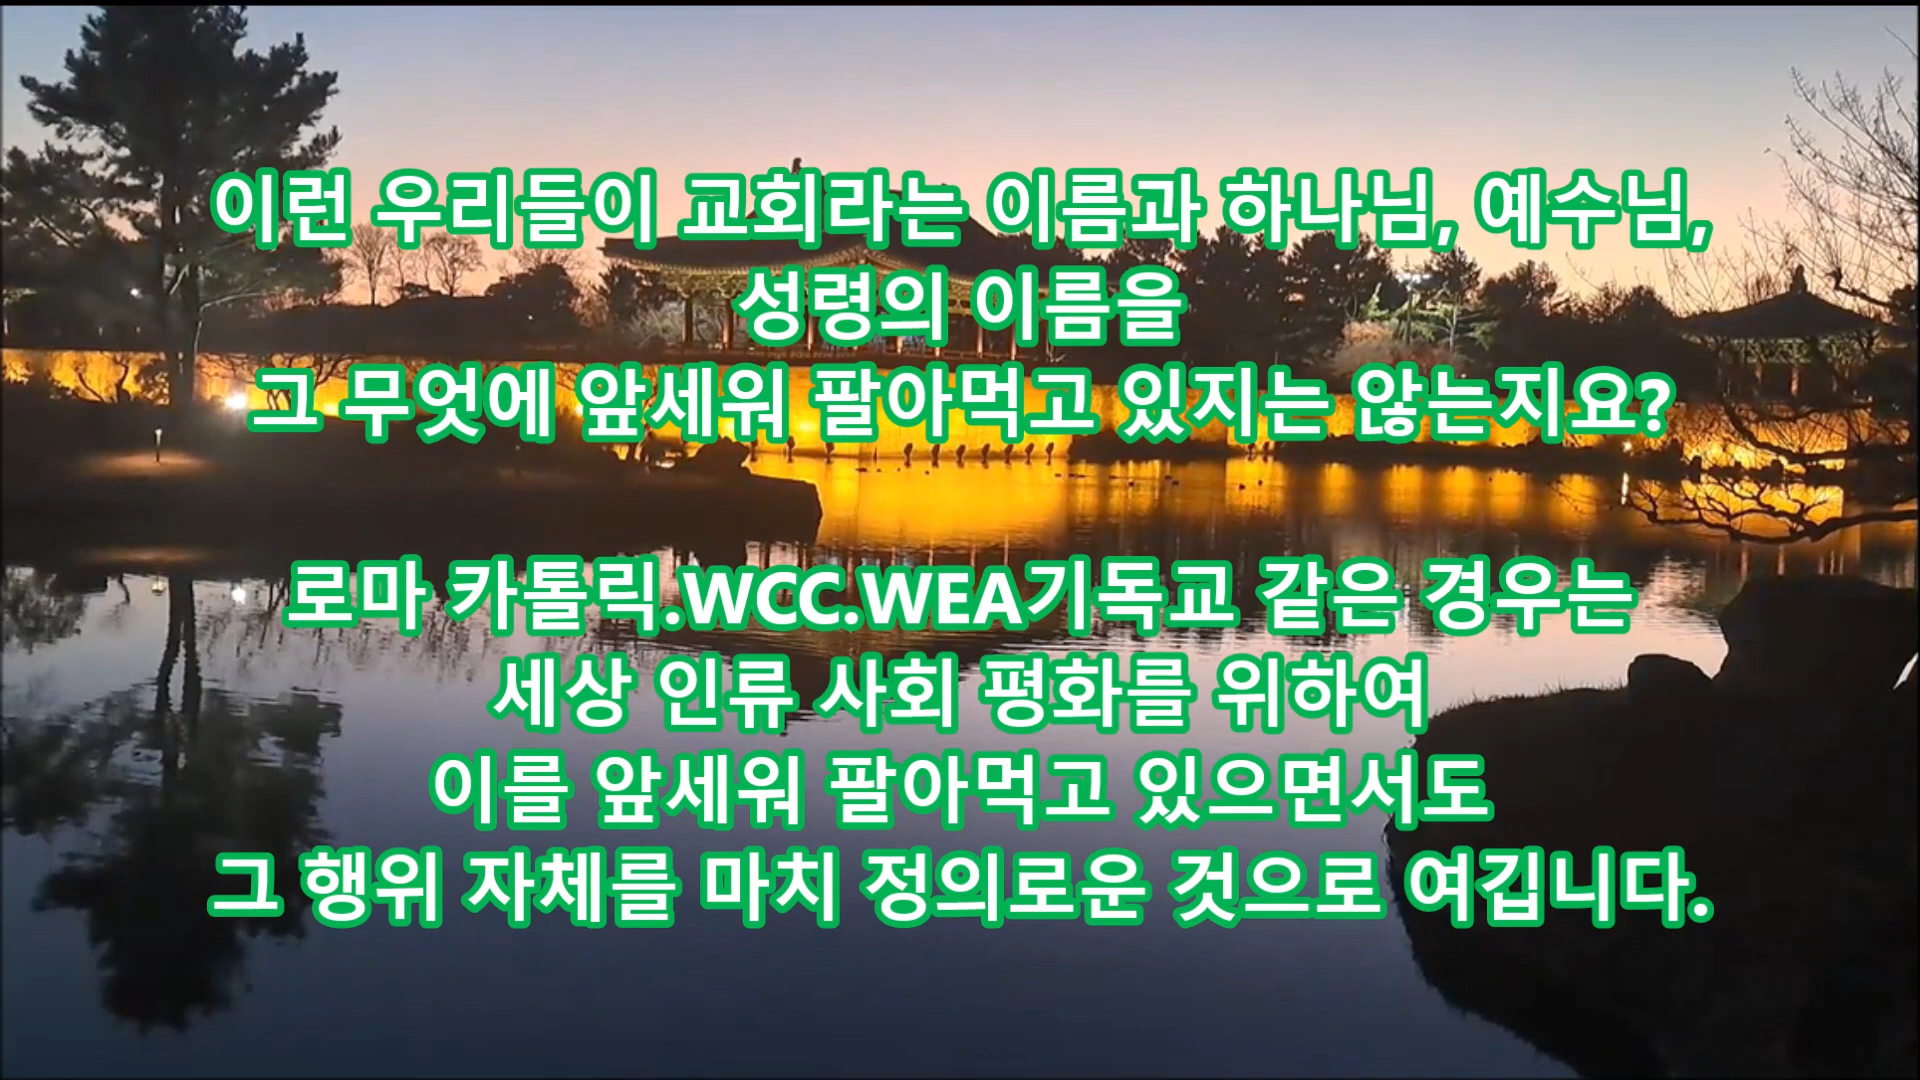 이런 우리들이 교회라는 이름과 하나님, 예수님,
성령의 이름을
그 무엇에 앞세워 팔아먹고 있지는 않는지요?
로마 카톨릭.WCC.WEA기독교 같은 경우는
세상 인류 사회 평화를 위하여
이를 앞세워 팔아먹고 있으면서도
그 행위 자체를 마치 정의로운 것으로 여깁니다.